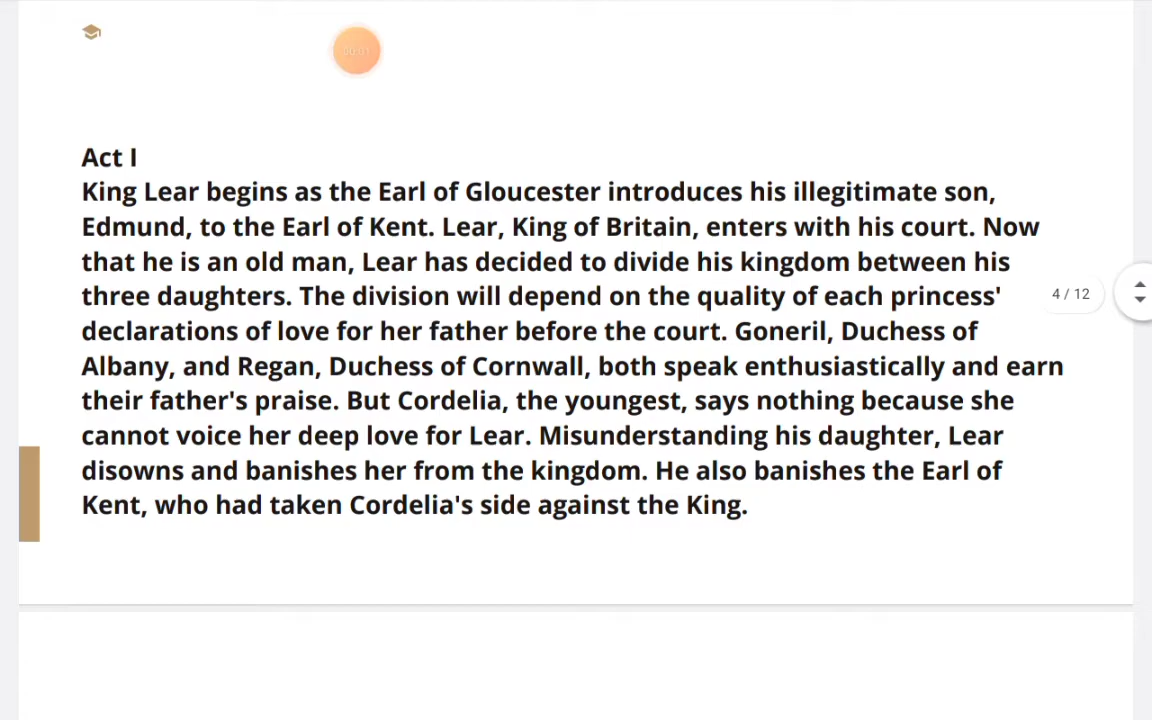 Act I
King Lear begins as the Earl of Gloucester introduces his illegitimate son,
Edmund, to the Earl of Kent. Lear, King of Britain, enters with his court. Now
that he is an old man, Lear has decided to divide his kingdom between his
three daughters. The division will depend on the quality of each princess'
4 / 12
declarations of love for her father before the court. Goneril, Duchess of
Albany, and Regan, Duchess of Cornwall, both speak enthusiastically and earn
their father's praise. But Cordelia, the youngest, says nothing because she
cannot voice her deep love for Lear. Misunderstanding his daughter, Lear
disowns and banishes her from the kingdom. He also banishes the Earl of
Kent, who had taken Cordelia's side against the King.